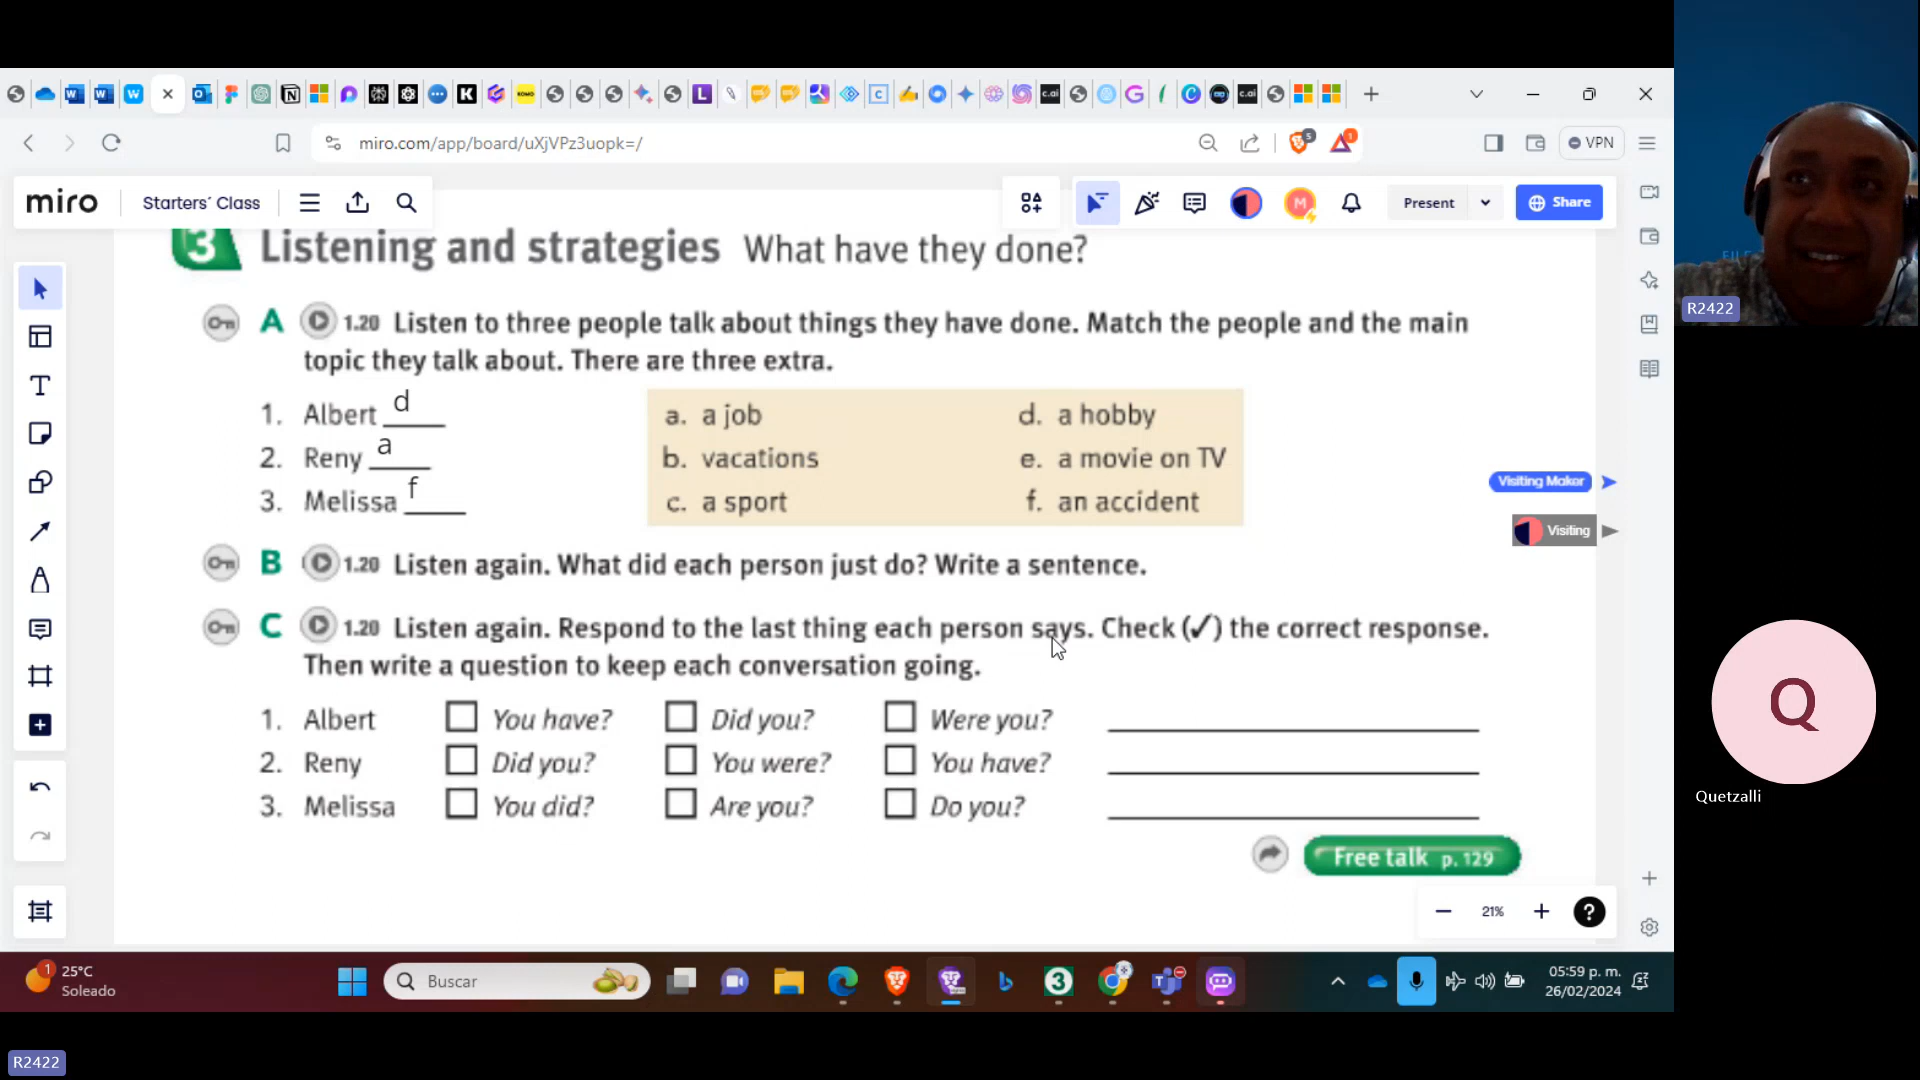 miro.com/app/board/uXjVPz3uopk=/
VPN
miro
Starters´ Class
Present
Share
3 Listening and strategies What have they done?
A 1.20 Listen to three people talk about things they have done. Match the people and the main
topic they talk about. There are three extra.
1. Albert d
2. Reny a
3. Melissa f
a. a job
b. vacations
c. a sport
d. a hobby
e. a movie on TV
f. an accident
Visiting Maker
Visiting
B 1.20 Listen again. What did each person just do? Write a sentence.
C 1.20 Listen again. Respond to the last thing each person says. Check (✓) the correct response.
Then write a question to keep each conversation going.
1. Albert You have? Did you? Were you?
2. Reny Did you? You were? You have?
3. Melissa You did? Are you? Do you?
Free talk p. 129
21%
25°C
Soleado
Buscar
05:59 p. m.
26/02/2024
R2422
Q
Quetzalli
R2422